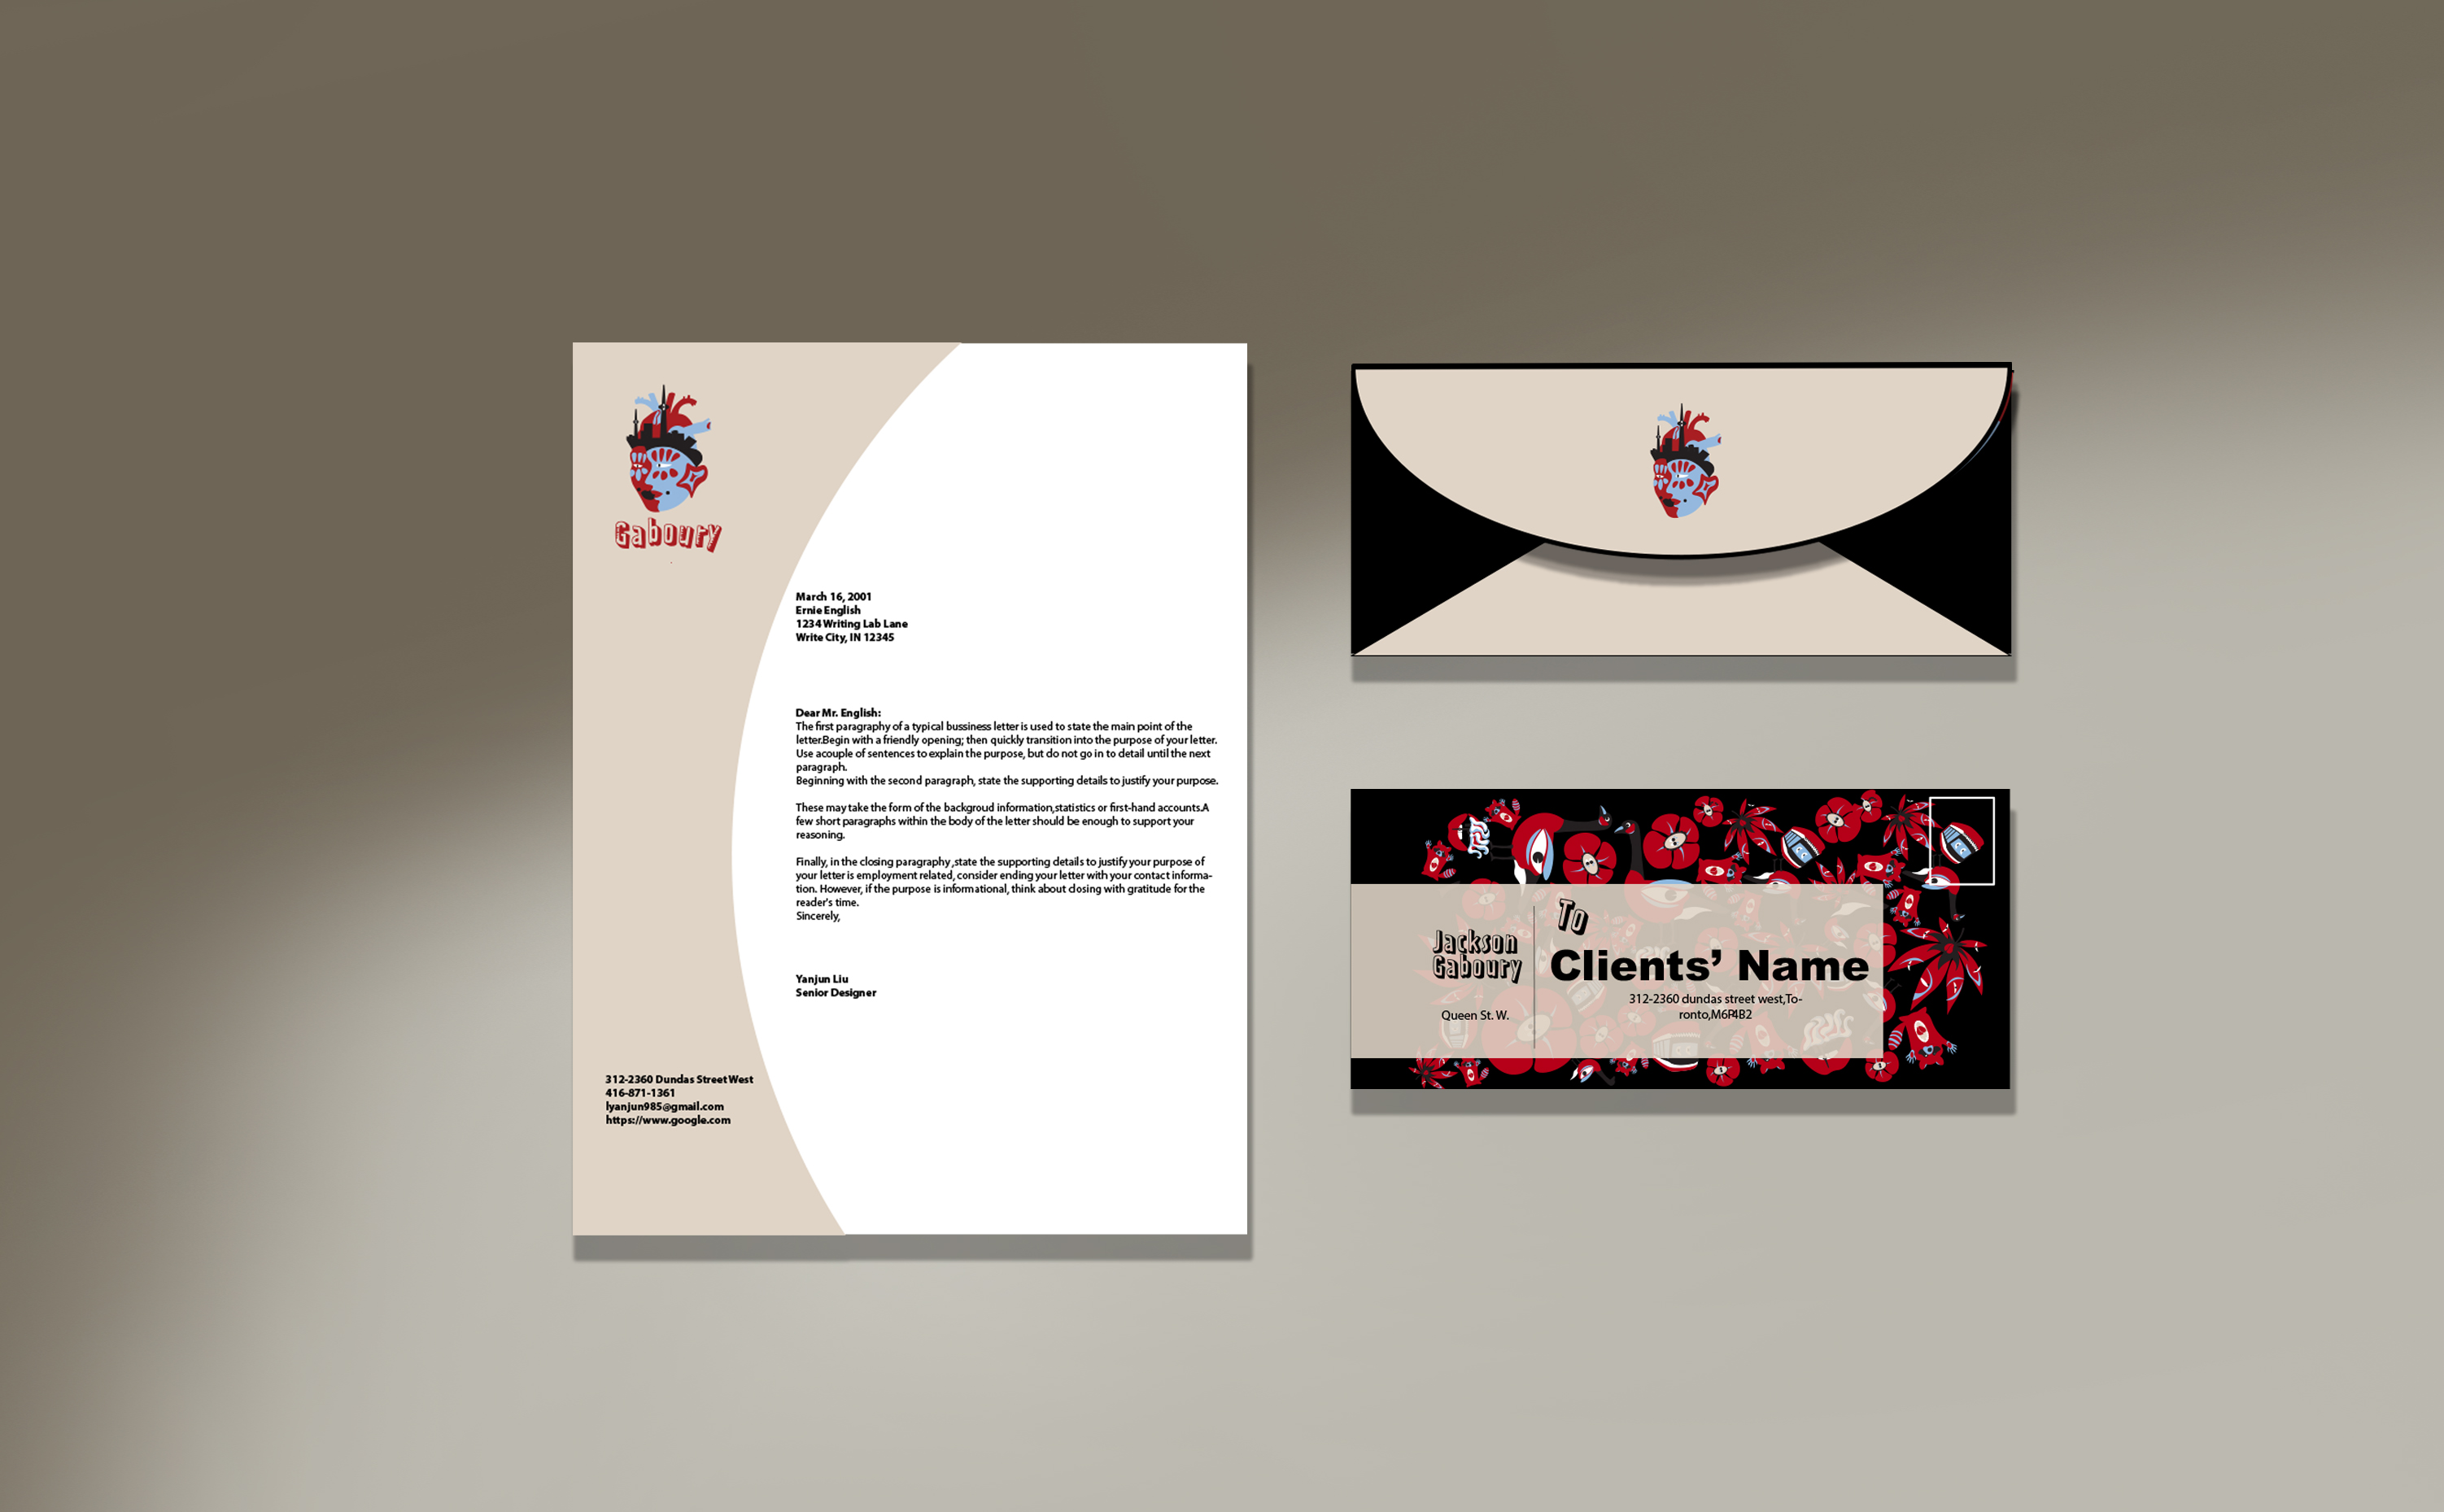 Gaboury
March 16, 2001
Ernie English
1234 Writing Lab Lane
Write City, IN 12345
Dear Mr. English:
The first paragraphy of a typical bussiness letter is used to state the main point of the
letter.Begin with a friendly opening; then quickly transition into the purpose of your letter.
Use acouple of sentences to explain the purpose, but do not go in to detail until the next
paragraph.
Beginning with the second paragraph, state the supporting details to justify your purpose.
These may take the form of the backgroud information,statistics or first-hand accounts.A
few short paragraphs within the body of the letter should be enough to support your
reasoning.
Finally, in the closing paragraphy ,state the supporting details to justify your purpose of
your letter is employment related, consider ending your letter with your contact informa-
tion. However, if the purpose is informational, think about closing with gratitude for the
reader's time.
Sincerely,
Yanjun Liu
Senior Designer
312-2360 Dundas Street West
416-871-1361
lyanjun985@gmail.com
https://www.google.com
Jackson
Gaboury
Queen St. W.
To
Clients' Name
312-2360 dundas street west,To-
ronto,M6P4B2